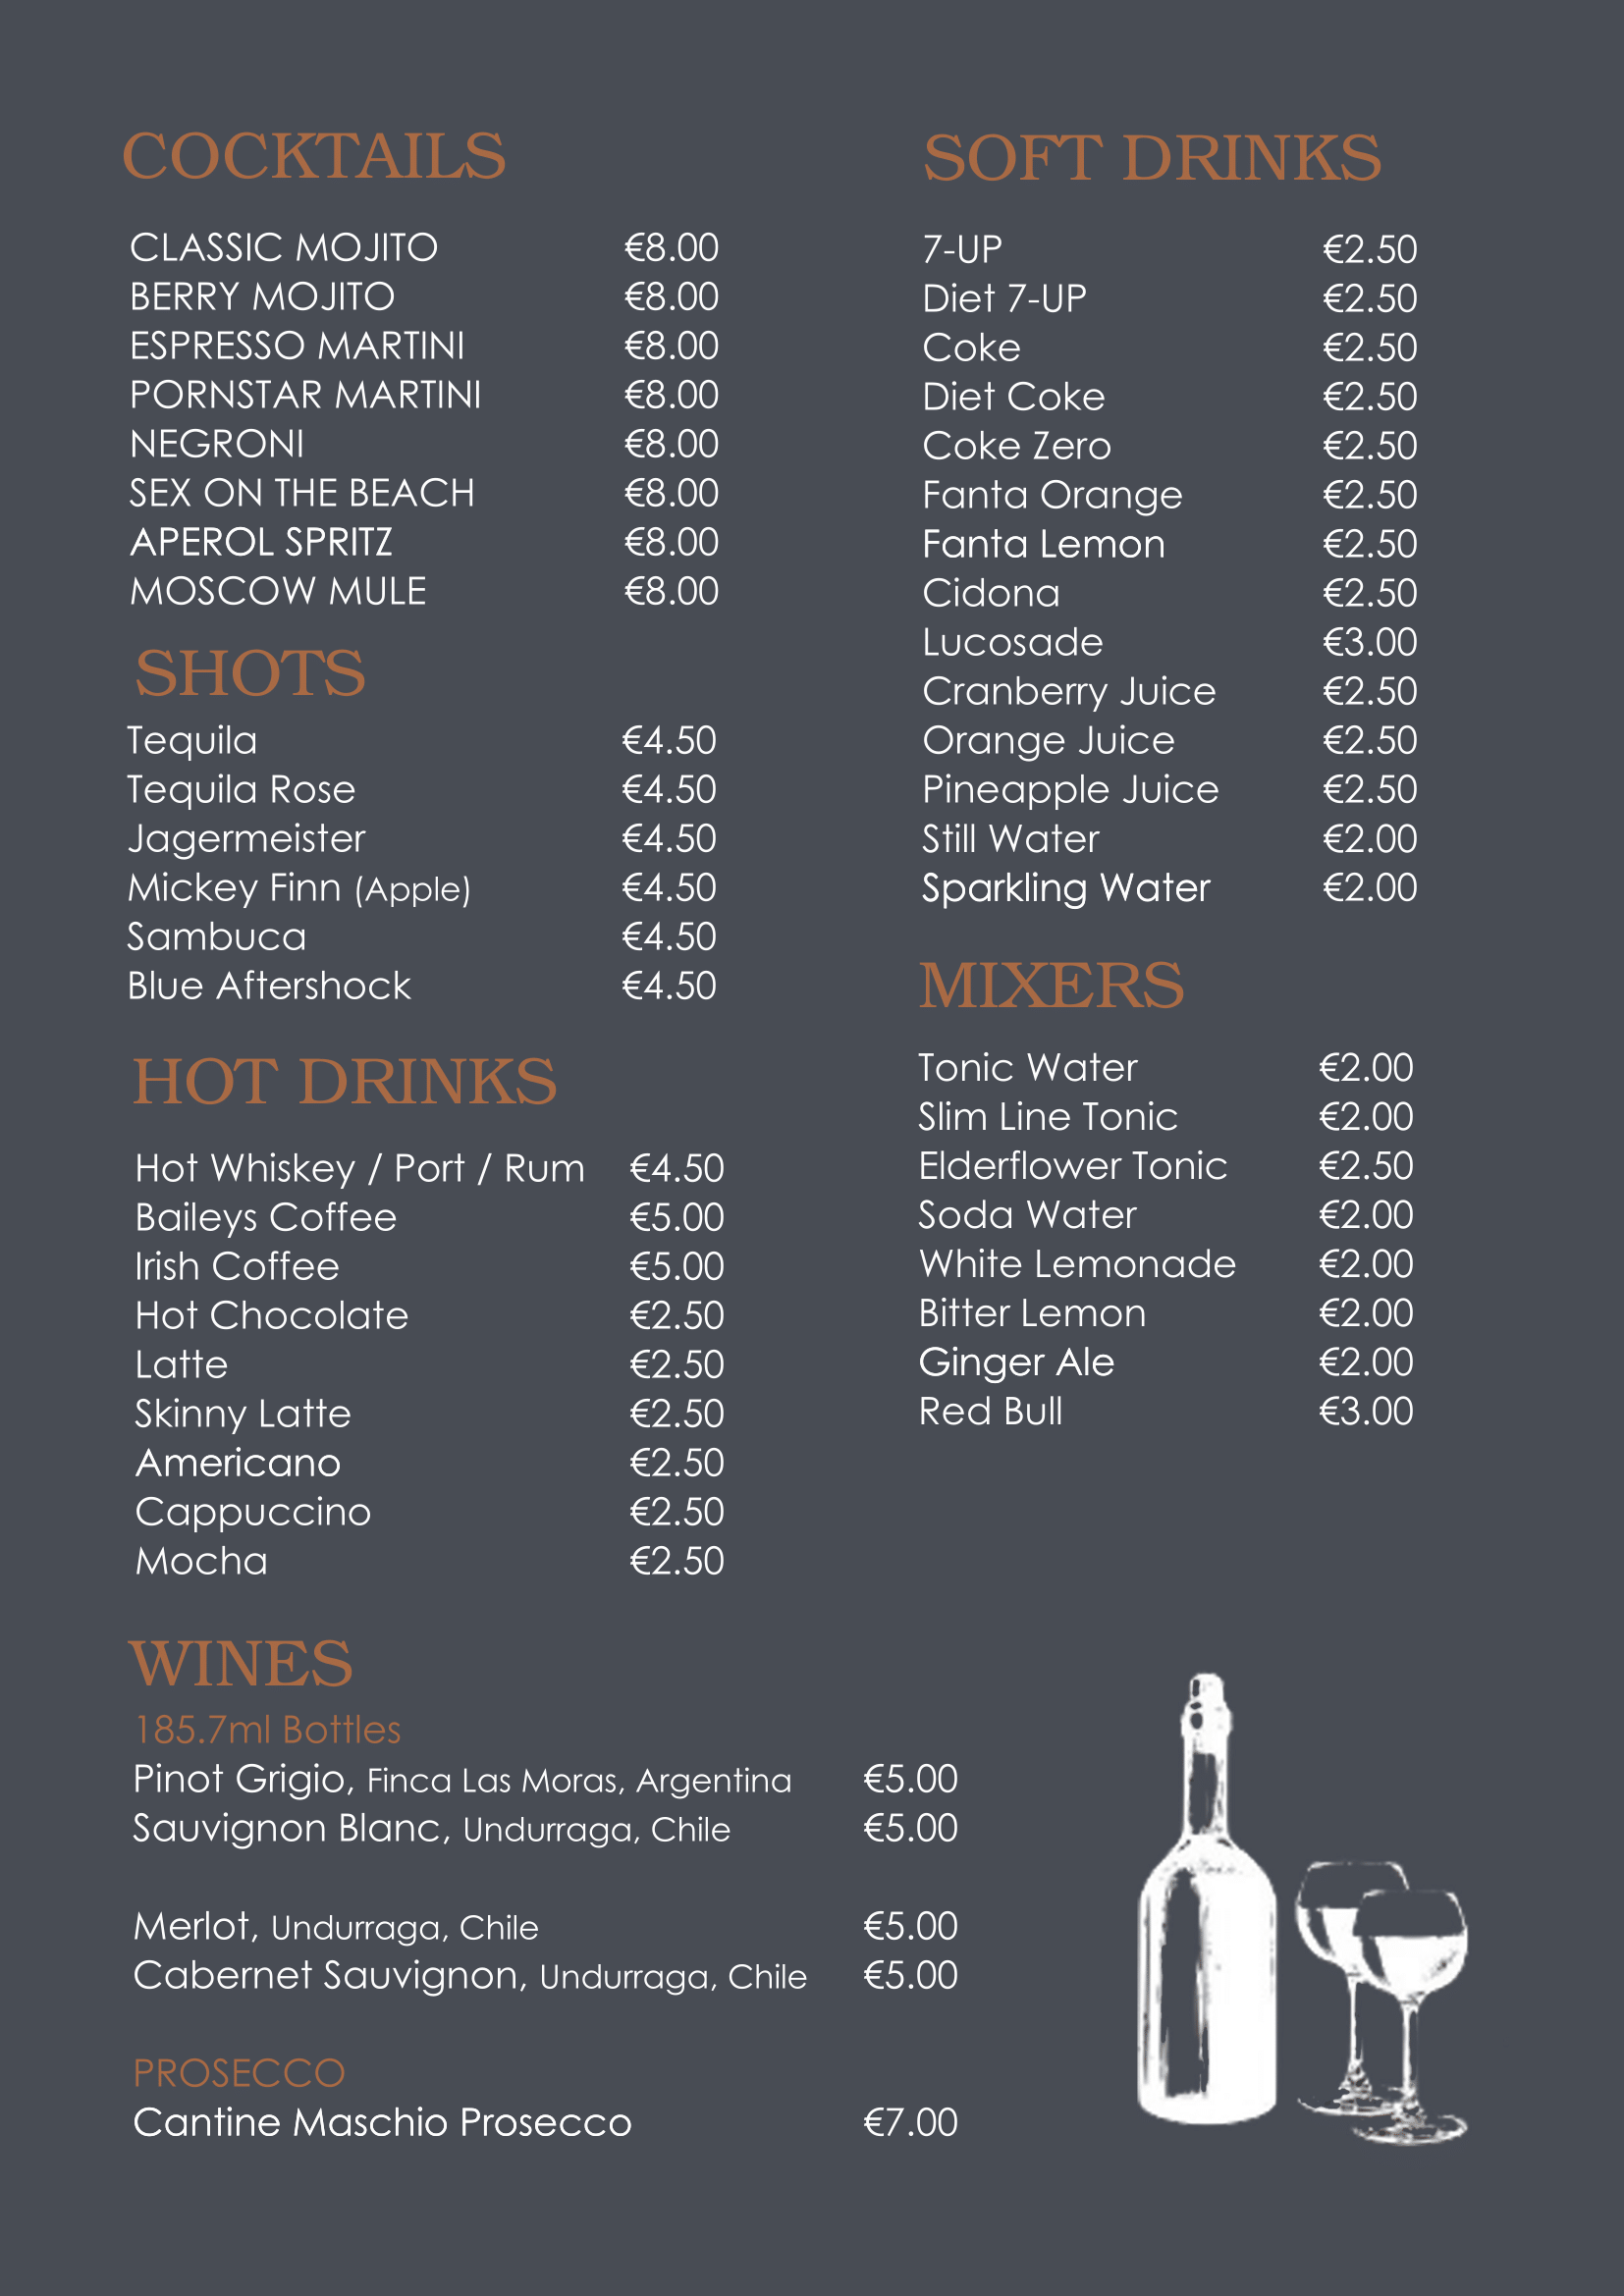 COCKTAILS
CLASSIC MOJITO €8.00
BERRY MOJITO €8.00
ESPRESSO MARTINI €8.00
PORNSTAR MARTINI €8.00
NEGRONI €8.00
SEX ON THE BEACH €8.00
APEROL SPRITZ €8.00
MOSCOW MULE €8.00
SHOTS
Tequila €4.50
Tequila Rose €4.50
Jagermeister €4.50
Mickey Finn (Apple) €4.50
Sambuca €4.50
Blue Aftershock €4.50
HOT DRINKS
Hot Whiskey / Port / Rum €4.50
Baileys Coffee €5.00
Irish Coffee €5.00
Hot Chocolate €2.50
Latte €2.50
Skinny Latte €2.50
Americano €2.50
Cappuccino €2.50
Mocha €2.50
SOFT DRINKS
7-UP €2.50
Diet 7-UP €2.50
Coke €2.50
Diet Coke €2.50
Coke Zero €2.50
Fanta Orange €2.50
Fanta Lemon €2.50
Cidona €2.50
Lucosade €3.00
Cranberry Juice €2.50
Orange Juice €2.50
Pineapple Juice €2.50
Still Water €2.00
Sparkling Water €2.00
MIXERS
Tonic Water €2.00
Slim Line Tonic €2.00
Elderflower Tonic €2.50
Soda Water €2.00
White Lemonade €2.00
Bitter Lemon €2.00
Ginger Ale €2.00
Red Bull €3.00
WINES
185.7ml Bottles
Pinot Grigio, Finca Las Moras, Argentina €5.00
Sauvignon Blanc, Undurraga, Chile €5.00
Merlot, Undurraga, Chile €5.00
Cabernet Sauvignon, Undurraga, Chile €5.00
PROSECCO
Cantine Maschio Prosecco €7.00